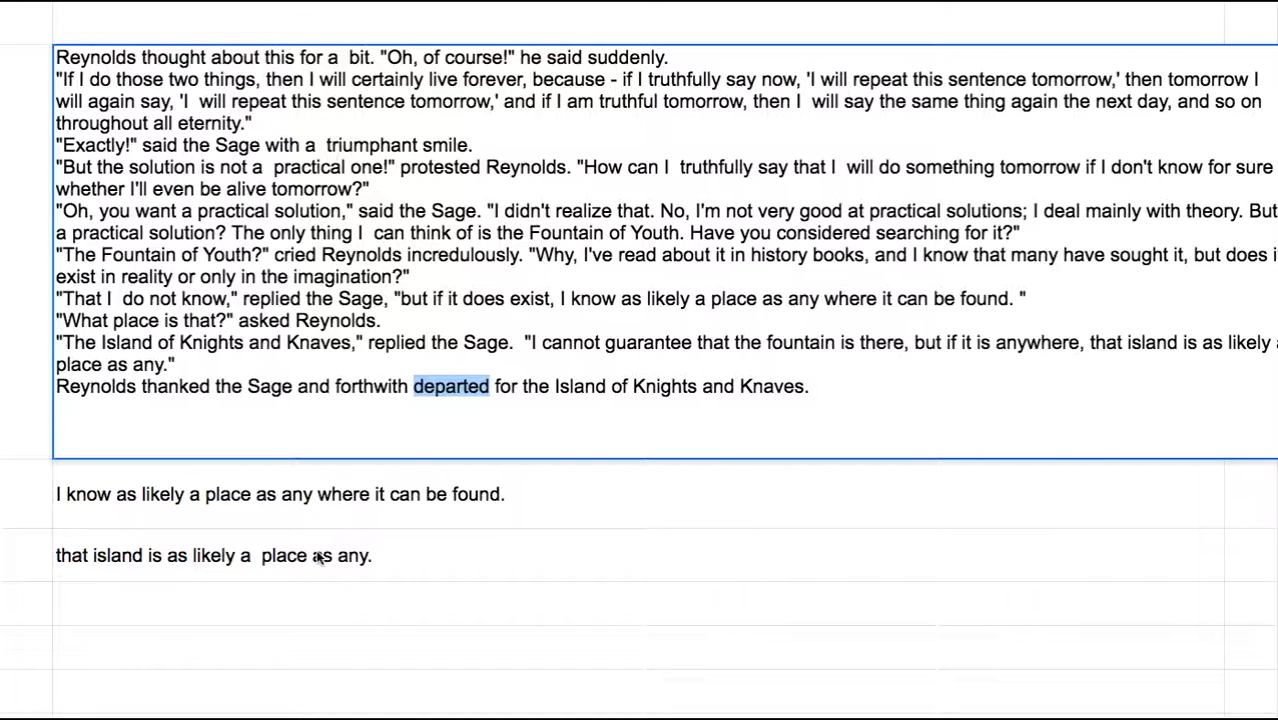 Reynolds thought about this for a bit. "Oh, of course!" he said suddenly.
"If I do those two things, then I will certainly live forever, because - if I truthfully say now, 'I will repeat this sentence tomorrow,' then tomorrow I
will again say, 'I will repeat this sentence tomorrow,' and if I am truthful tomorrow, then I will say the same thing again the next day, and so on
throughout all eternity."
"Exactly!" said the Sage with a triumphant smile.
"But the solution is not a practical one!" protested Reynolds. "How can I truthfully say that I will do something tomorrow if I don't know for sure
whether I'll even be alive tomorrow?"
"Oh, you want a practical solution," said the Sage. "I didn't realize that. No, I'm not very good at practical solutions; I deal mainly with theory. But
a practical solution? The only thing I can think of is the Fountain of Youth. Have you considered searching for it?"
"The Fountain of Youth?" cried Reynolds incredulously. "Why, I've read about it in history books, and I know that many have sought it, but does
exist in reality or only in the imagination?"
"That I do not know," replied the Sage, "but if it does exist, I know as likely a place as any where it can be found. "
"What place is that?" asked Reynolds.
"The Island of Knights and Knaves," replied the Sage. "I cannot guarantee that the fountain is there, but if it is anywhere, that island is as likely
place as any."
Reynolds thanked the Sage and forthwith departed for the Island of Knights and Knaves.
I know as likely a place as any where it can be found.
that island is as likely a place as any.